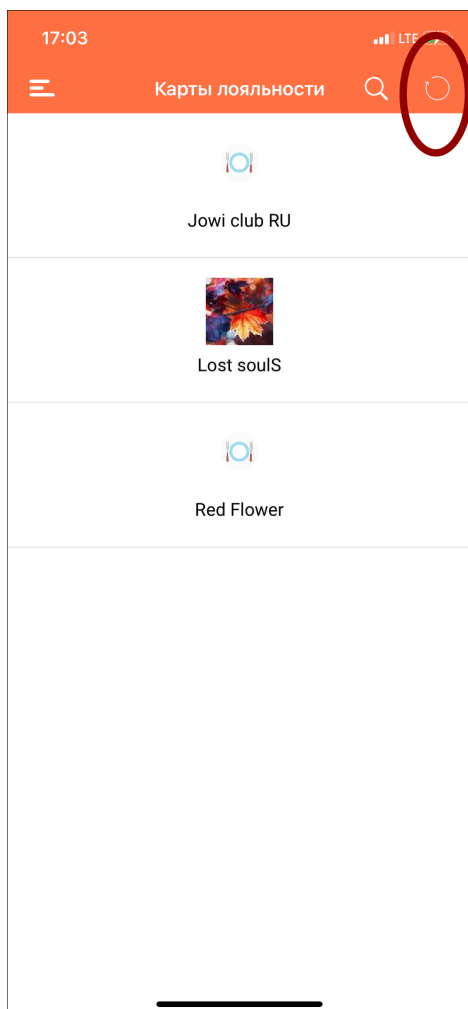 17:03
LTE
Карты лояльности
Jowi club RU
Lost soulS
Red Flower